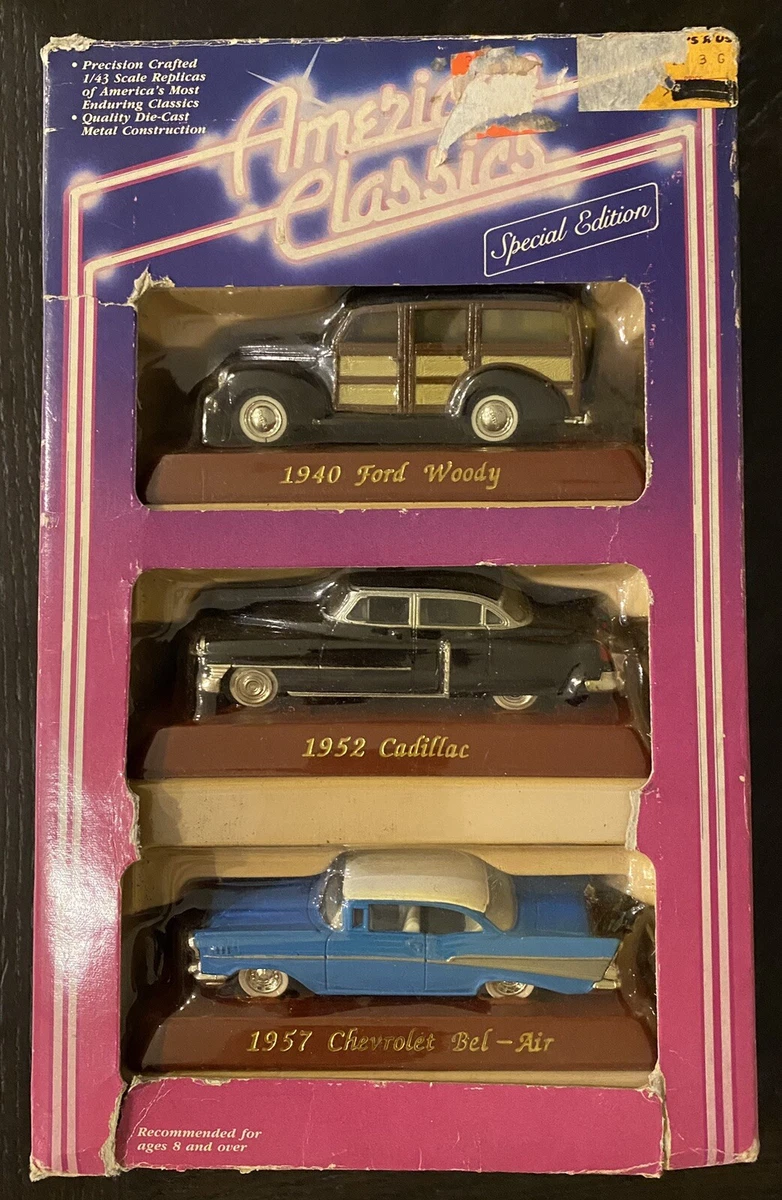 • Precision Crafted
1/43 Scale Replicas
of America's Most
Enduring Classics
• Quality Die-Cast
Metal Construction
Classics
Special Edition
1940 Ford Woody
1952 Cadillac
1957 Chevrolet Bel-Air
Recommended for
ages 8 and over